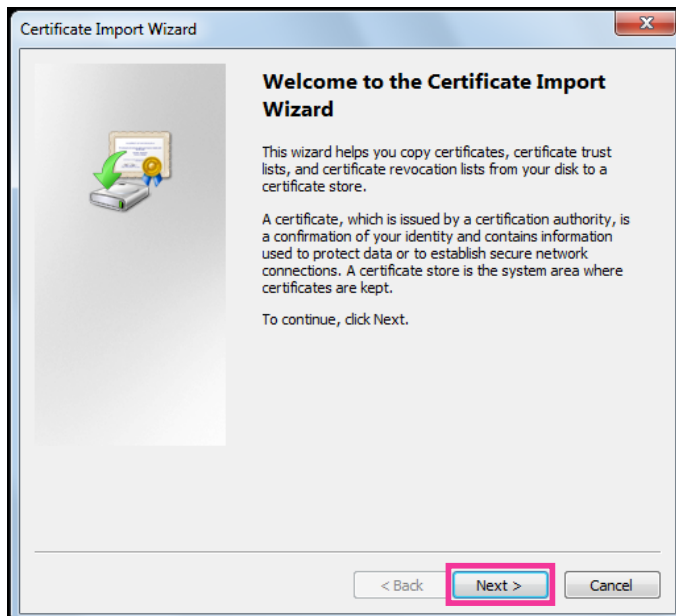 Certificate Import Wizard
Welcome to the Certificate Import
Wizard
This wizard helps you copy certificates, certificate trust
lists, and certificate revocation lists from your disk to a
certificate store.
A certificate, which is issued by a certification authority, is
a confirmation of your identity and contains information
used to protect data or to establish secure network
connections. A certificate store is the system area where
certificates are kept.
To continue, click Next.
< Back Next > Cancel